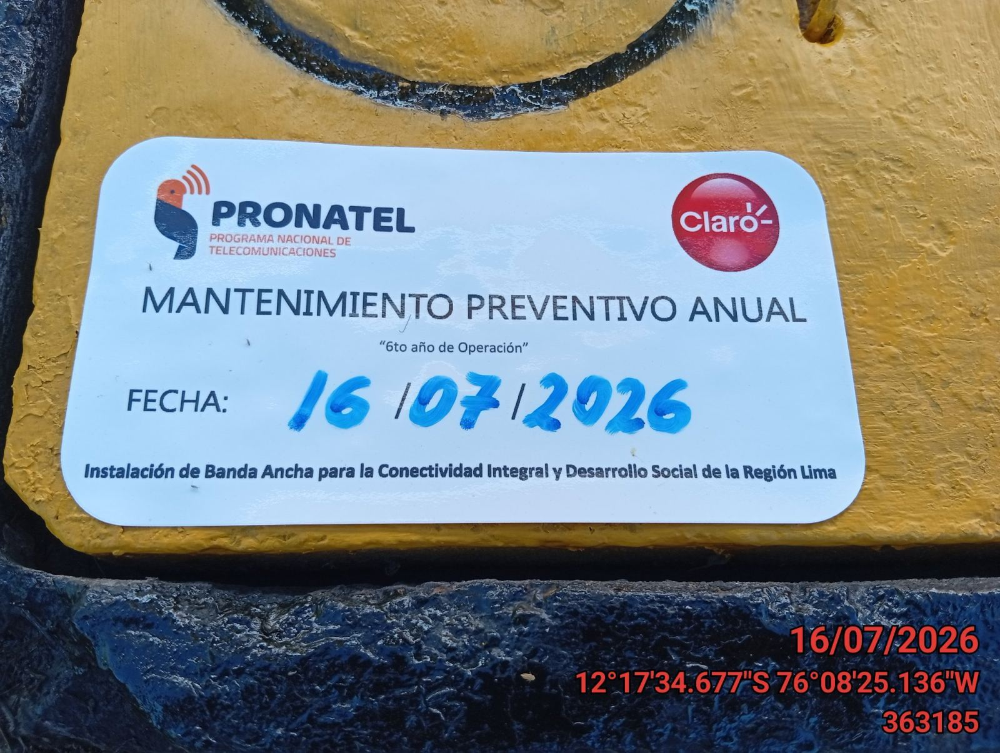 PRONATEL
PROGRAMA NACIONAL DE
TELECOMUNICACIONES
Claro
MANTENIMIENTO PREVENTIVO ANUAL
“6to año de Operación”
FECHA: 16/07/2026
Instalación de Banda Ancha para la Conectividad Integral y Desarrollo Social de la Región Lima
16/07/2026
12°17'34.677"S 76°08'25.136"W
363185